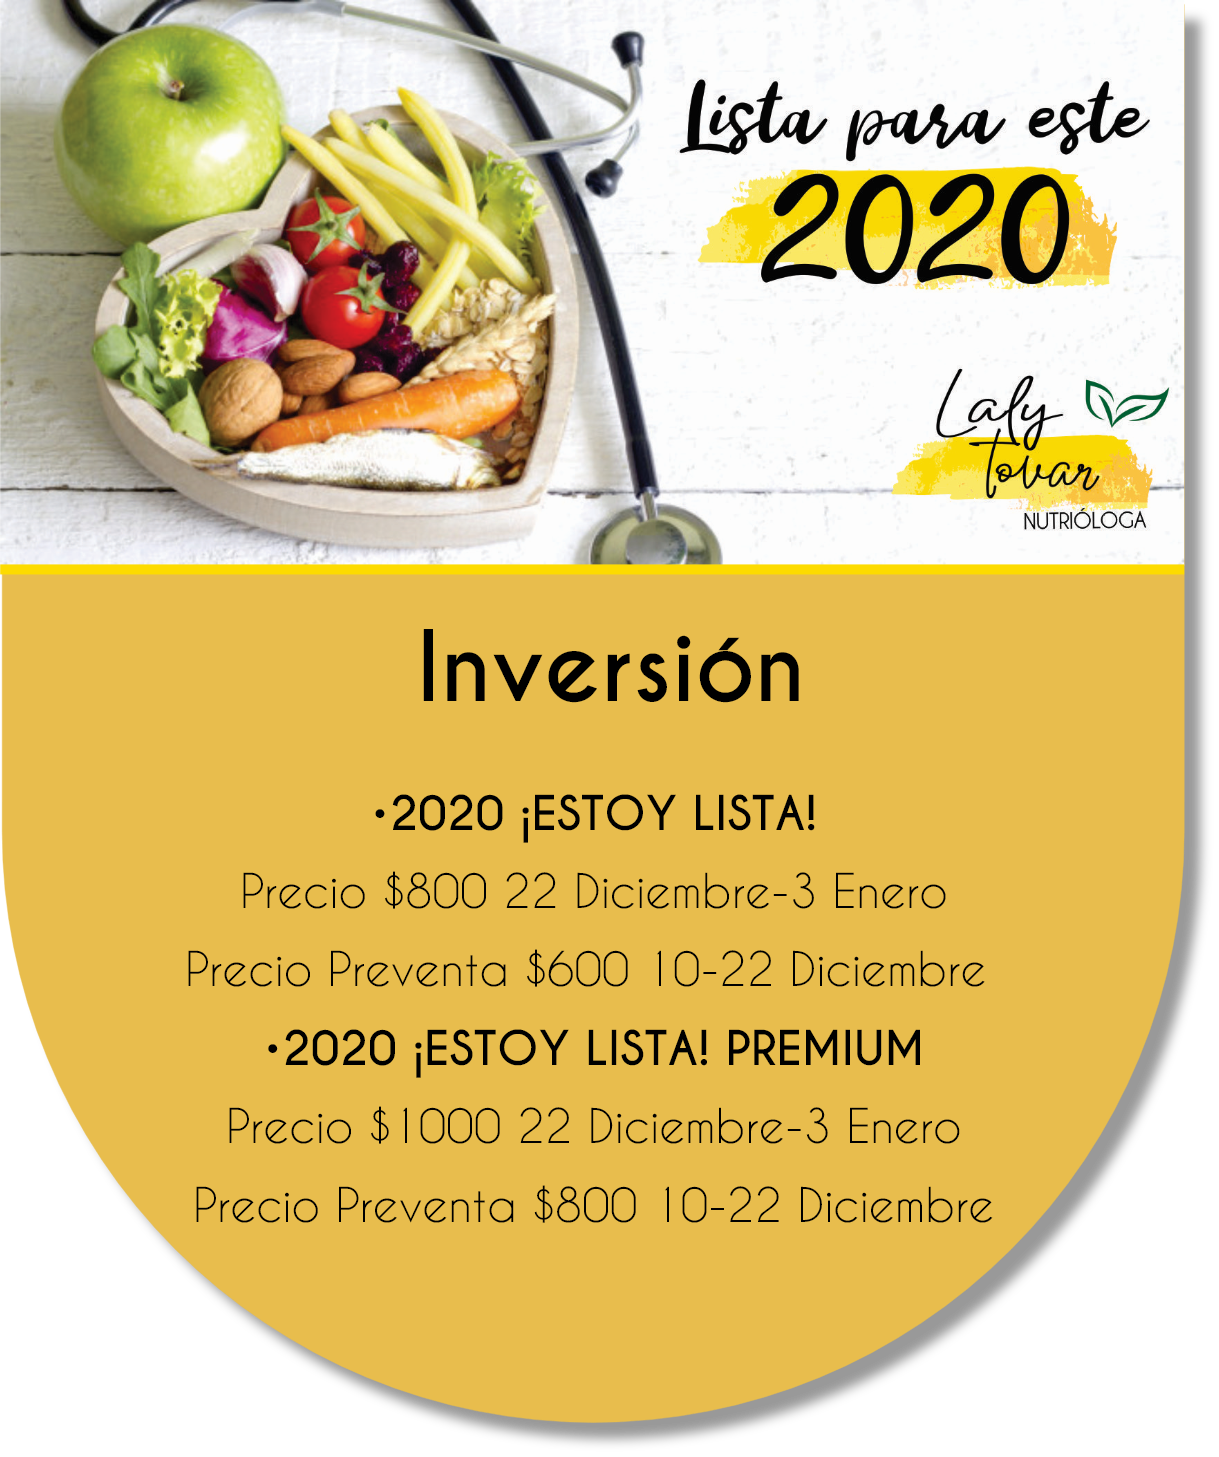 Lista para este
2020
Laly
Tovar
NUTRIÓLOGA
Inversión
•2020 ¡ESTOY LISTA!
Precio $800 22 Diciembre-3 Enero
Precio Preventa $600 10-22 Diciembre
•2020 ¡ESTOY LISTA! PREMIUM
Precio $1000 22 Diciembre-3 Enero
Precio Preventa $800 10-22 Diciembre